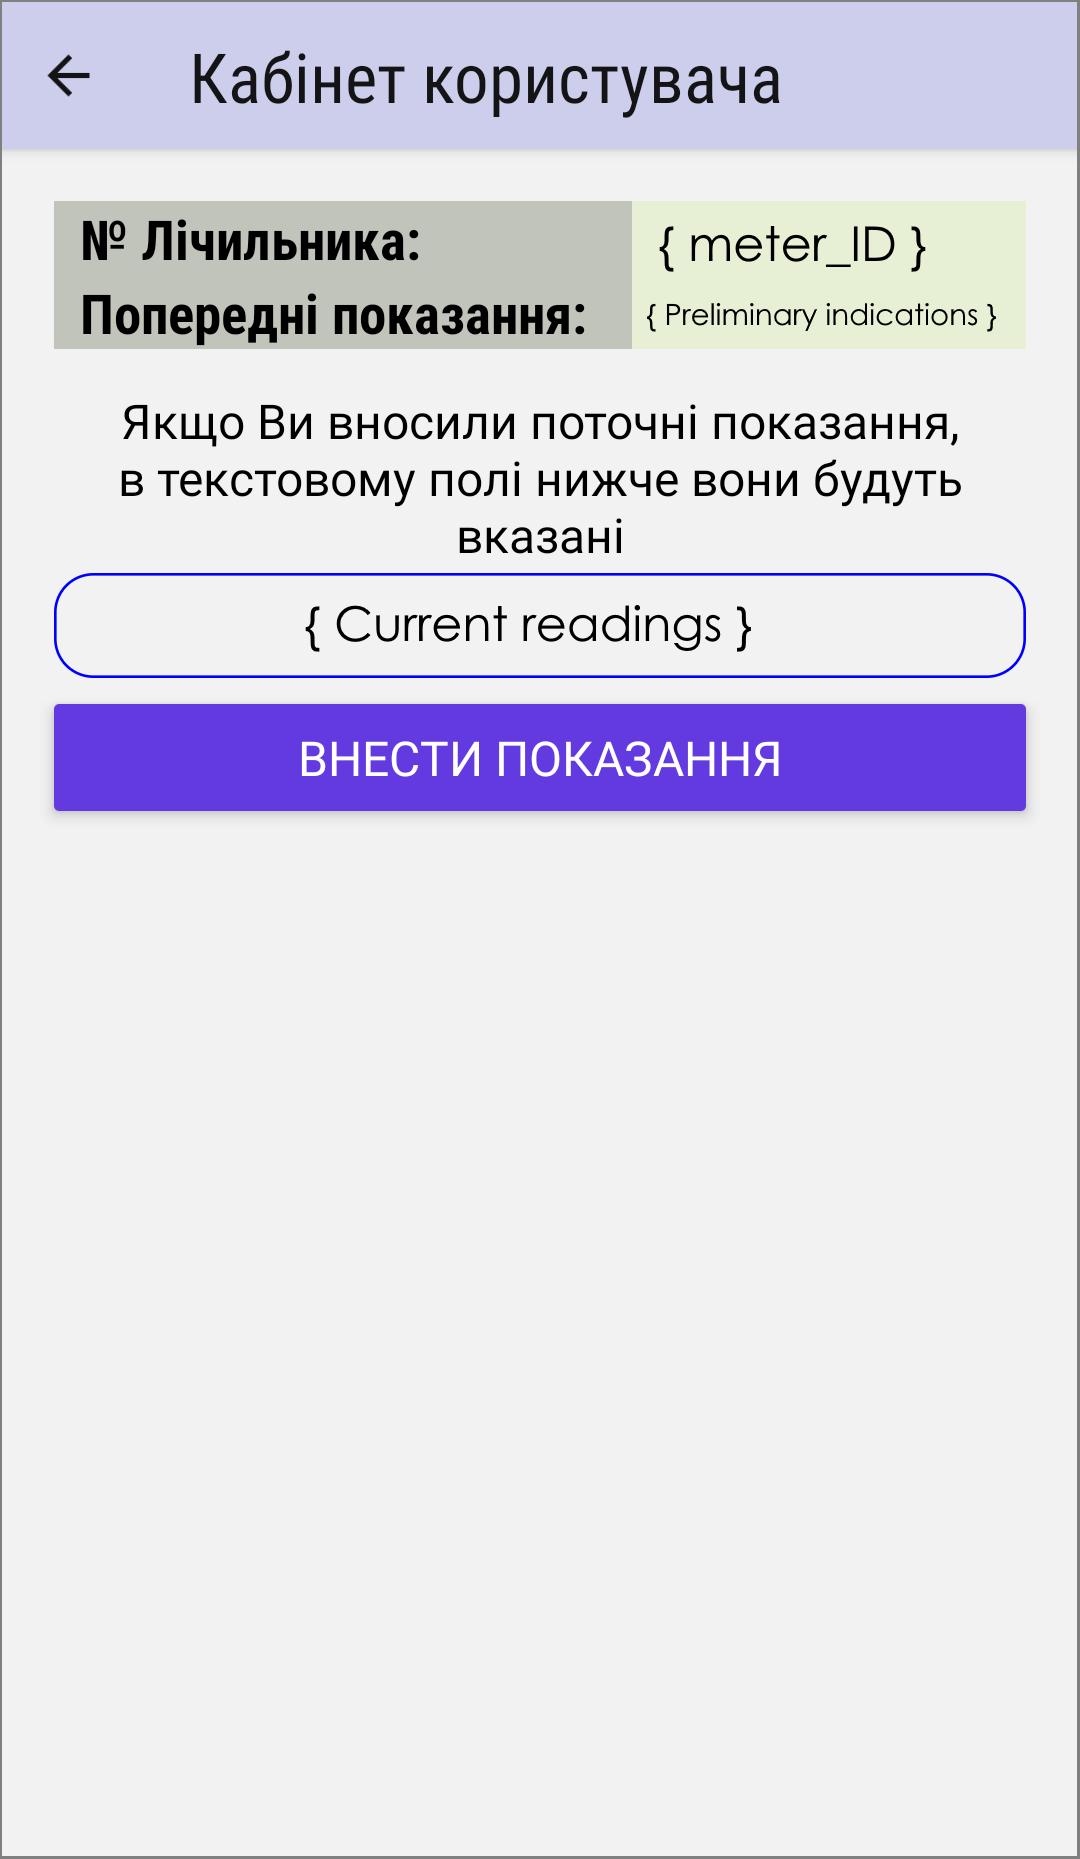 Кабінет користувача
№ Лічильника: { meter_ID }
Попередні показання: { Preliminary indications }
Якщо Ви вносили поточні показання,
в текстовому полі нижче вони будуть
вказані
{ Current readings }
ВНЕСТИ ПОКАЗАННЯ